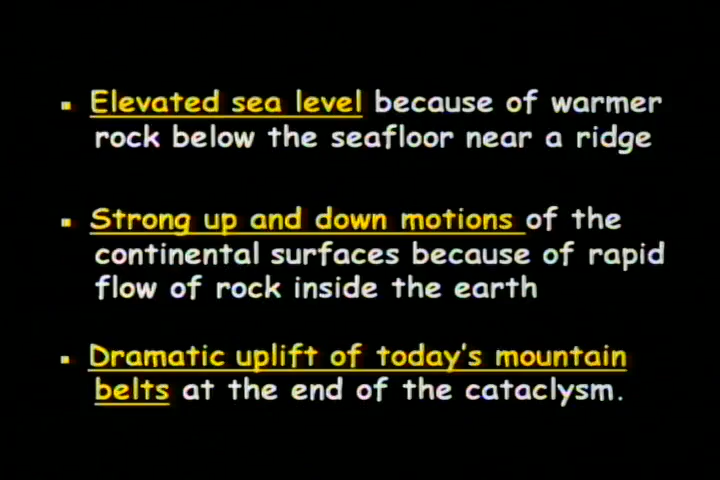 ▪ Elevated sea level because of warmer
rock below the seafloor near a ridge
▪ Strong up and down motions of the
continental surfaces because of rapid
flow of rock inside the earth
▪ Dramatic uplift of today's mountain
belts at the end of the cataclysm.